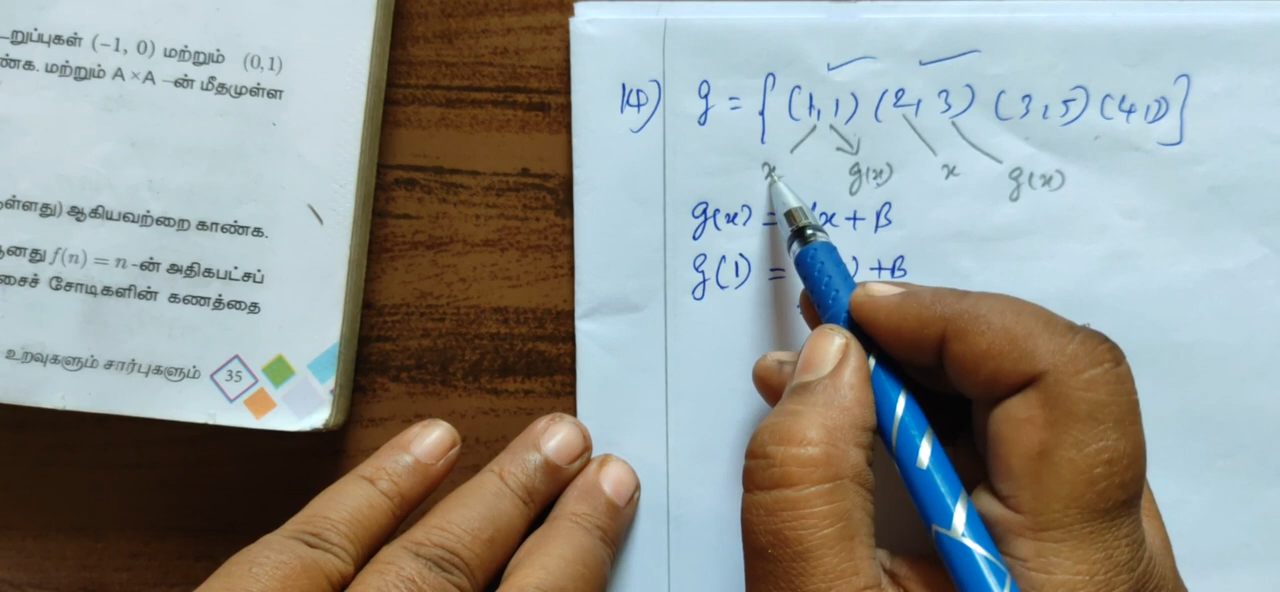 றுப்புகள் (−1, 0) மற்றும் (0,1)
ண்க. மற்றும் A ×A –ன் மீதமுள்ள
ள்ளது) ஆகியவற்றை காண்க.
னது f(n) = n -ன் அதிகபட்சப்
சைச் சோடிகளின் கணத்தை
உறவுகளும் சார்புகளும் 35
14) g = { (1,1) (2, 3) (3,5) (4,7) }
x g(x) x g(x)
g(x) = x + β
g(1) = ) + β